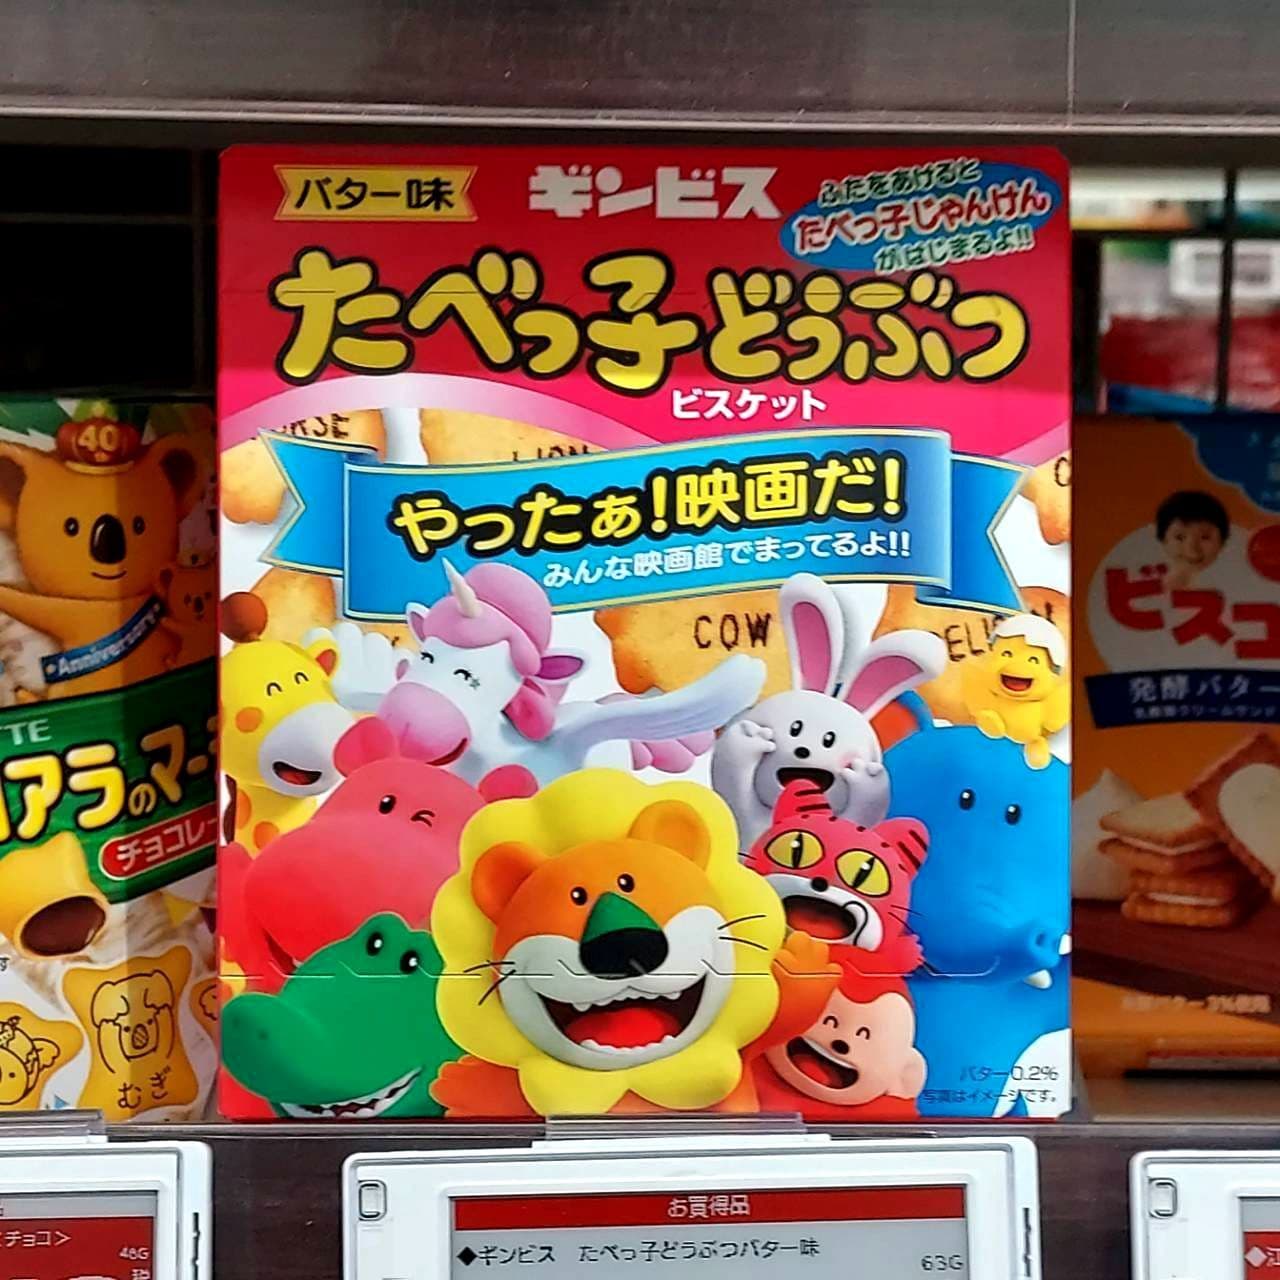 バター味
ギンビス
ふたをあけると
たべっ子じゃんけん
がはじまるよ!!
たべっ子どうぶつ
ビスケット
やったぁ!映画だ!
みんな映画館でまってるよ!!
LION
COW
バター0.2%
写真はイメージです。
40
Anniversary
アラのマー
チョコレー
むぎ
ビスコ
発酵バター
お買得品
◆ギンビス たべっ子どうぶつバター味
63G
チョコ>
46G